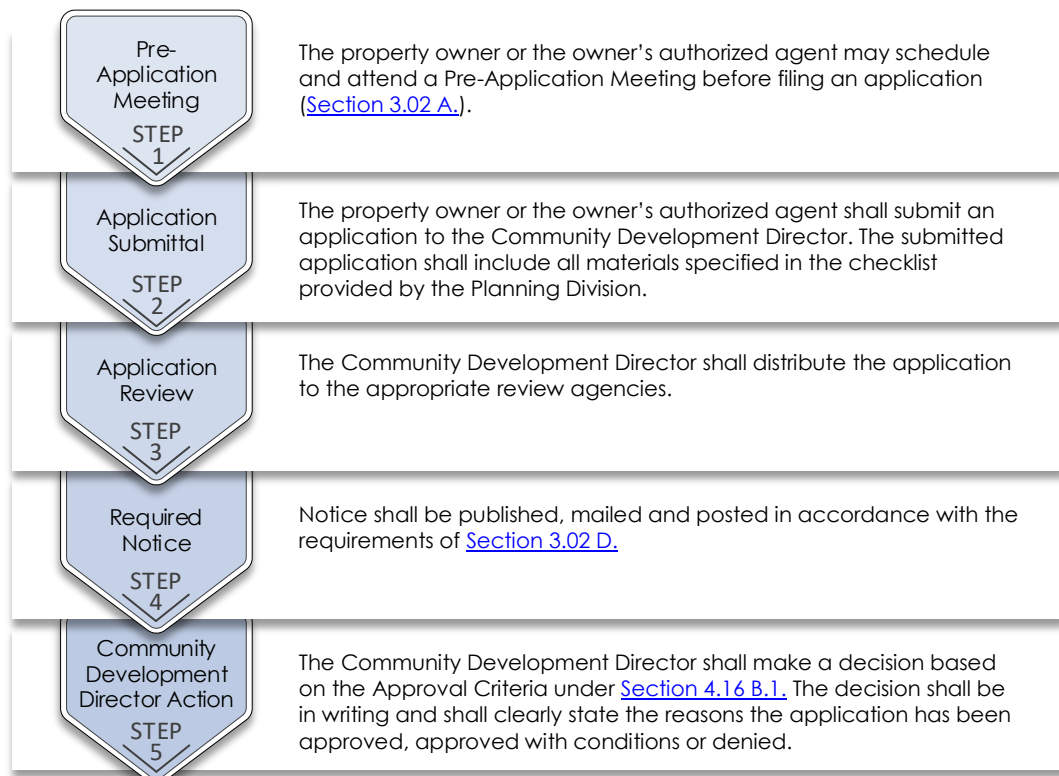 Pre-
Application
Meeting
STEP
1
The property owner or the owner’s authorized agent may schedule
and attend a Pre-Application Meeting before filing an application
(Section 3.02 A.).
Application
Submittal
STEP
2
The property owner or the owner’s authorized agent shall submit an
application to the Community Development Director. The submitted
application shall include all materials specified in the checklist
provided by the Planning Division.
Application
Review
STEP
3
The Community Development Director shall distribute the application
to the appropriate review agencies.
Required
Notice
STEP
4
Notice shall be published, mailed and posted in accordance with the
requirements of Section 3.02 D.
Community
Development
Director Action
STEP
5
The Community Development Director shall make a decision based
on the Approval Criteria under Section 4.16 B.1. The decision shall be
in writing and shall clearly state the reasons the application has been
approved, approved with conditions or denied.